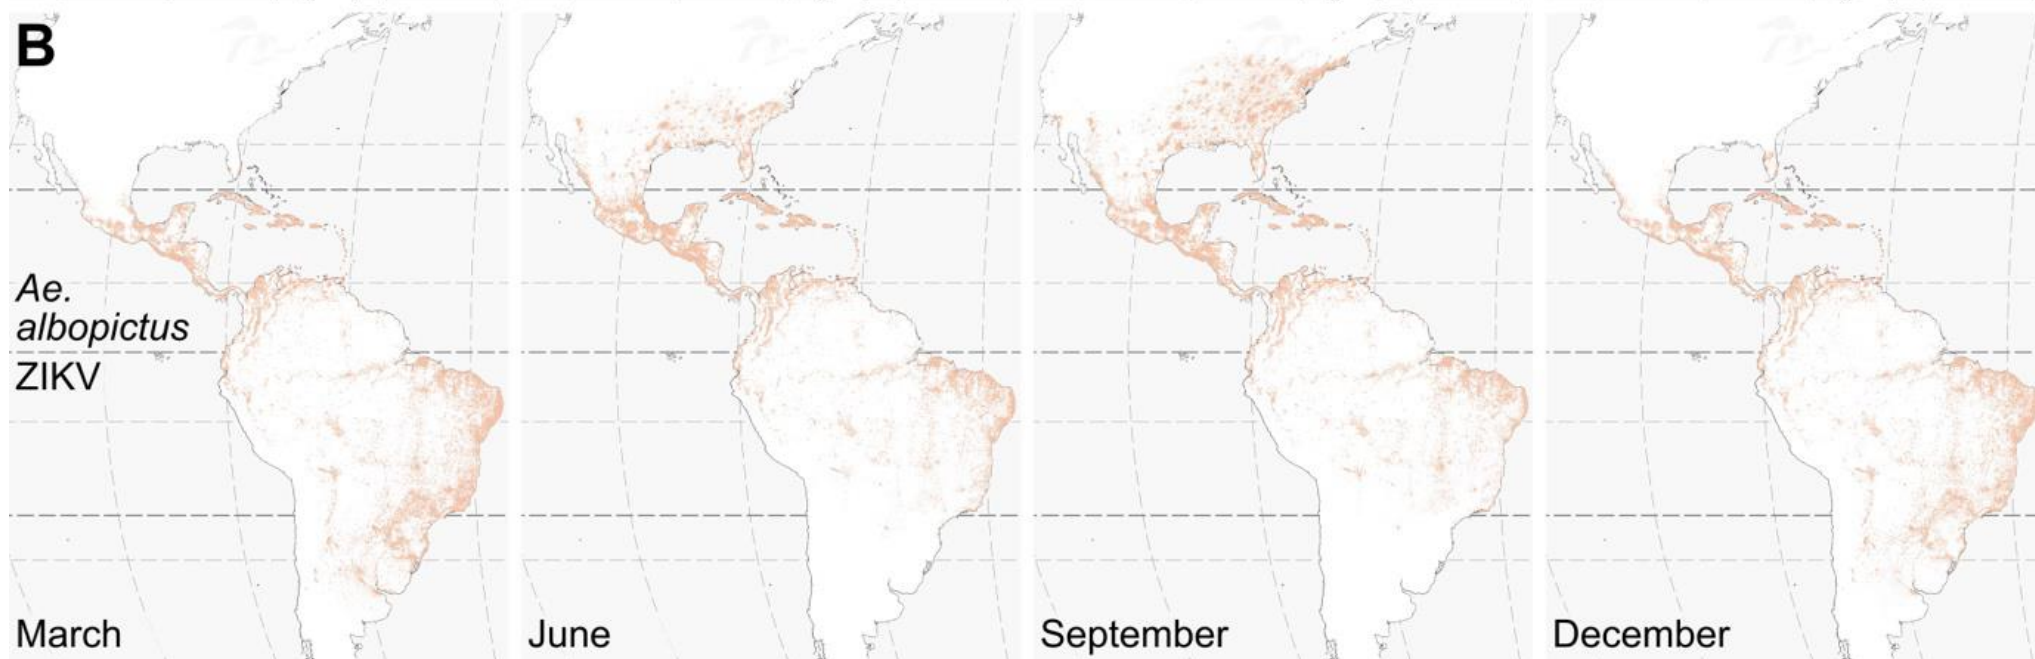 B
Ae.
albopictus
ZIKV
March
June
September
December